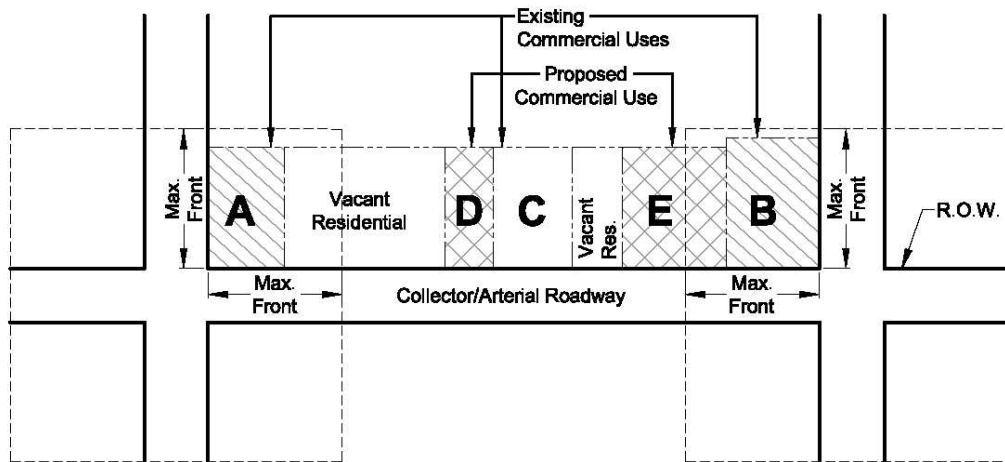 Existing
Commercial Uses
Proposed
Commercial Use
Max.
Front
A
Vacant
Residential
D
C
Vacant
Res.
E
B
Max.
Front
R.O.W.
Max.
Front
Collector/Arterial Roadway
Max.
Front